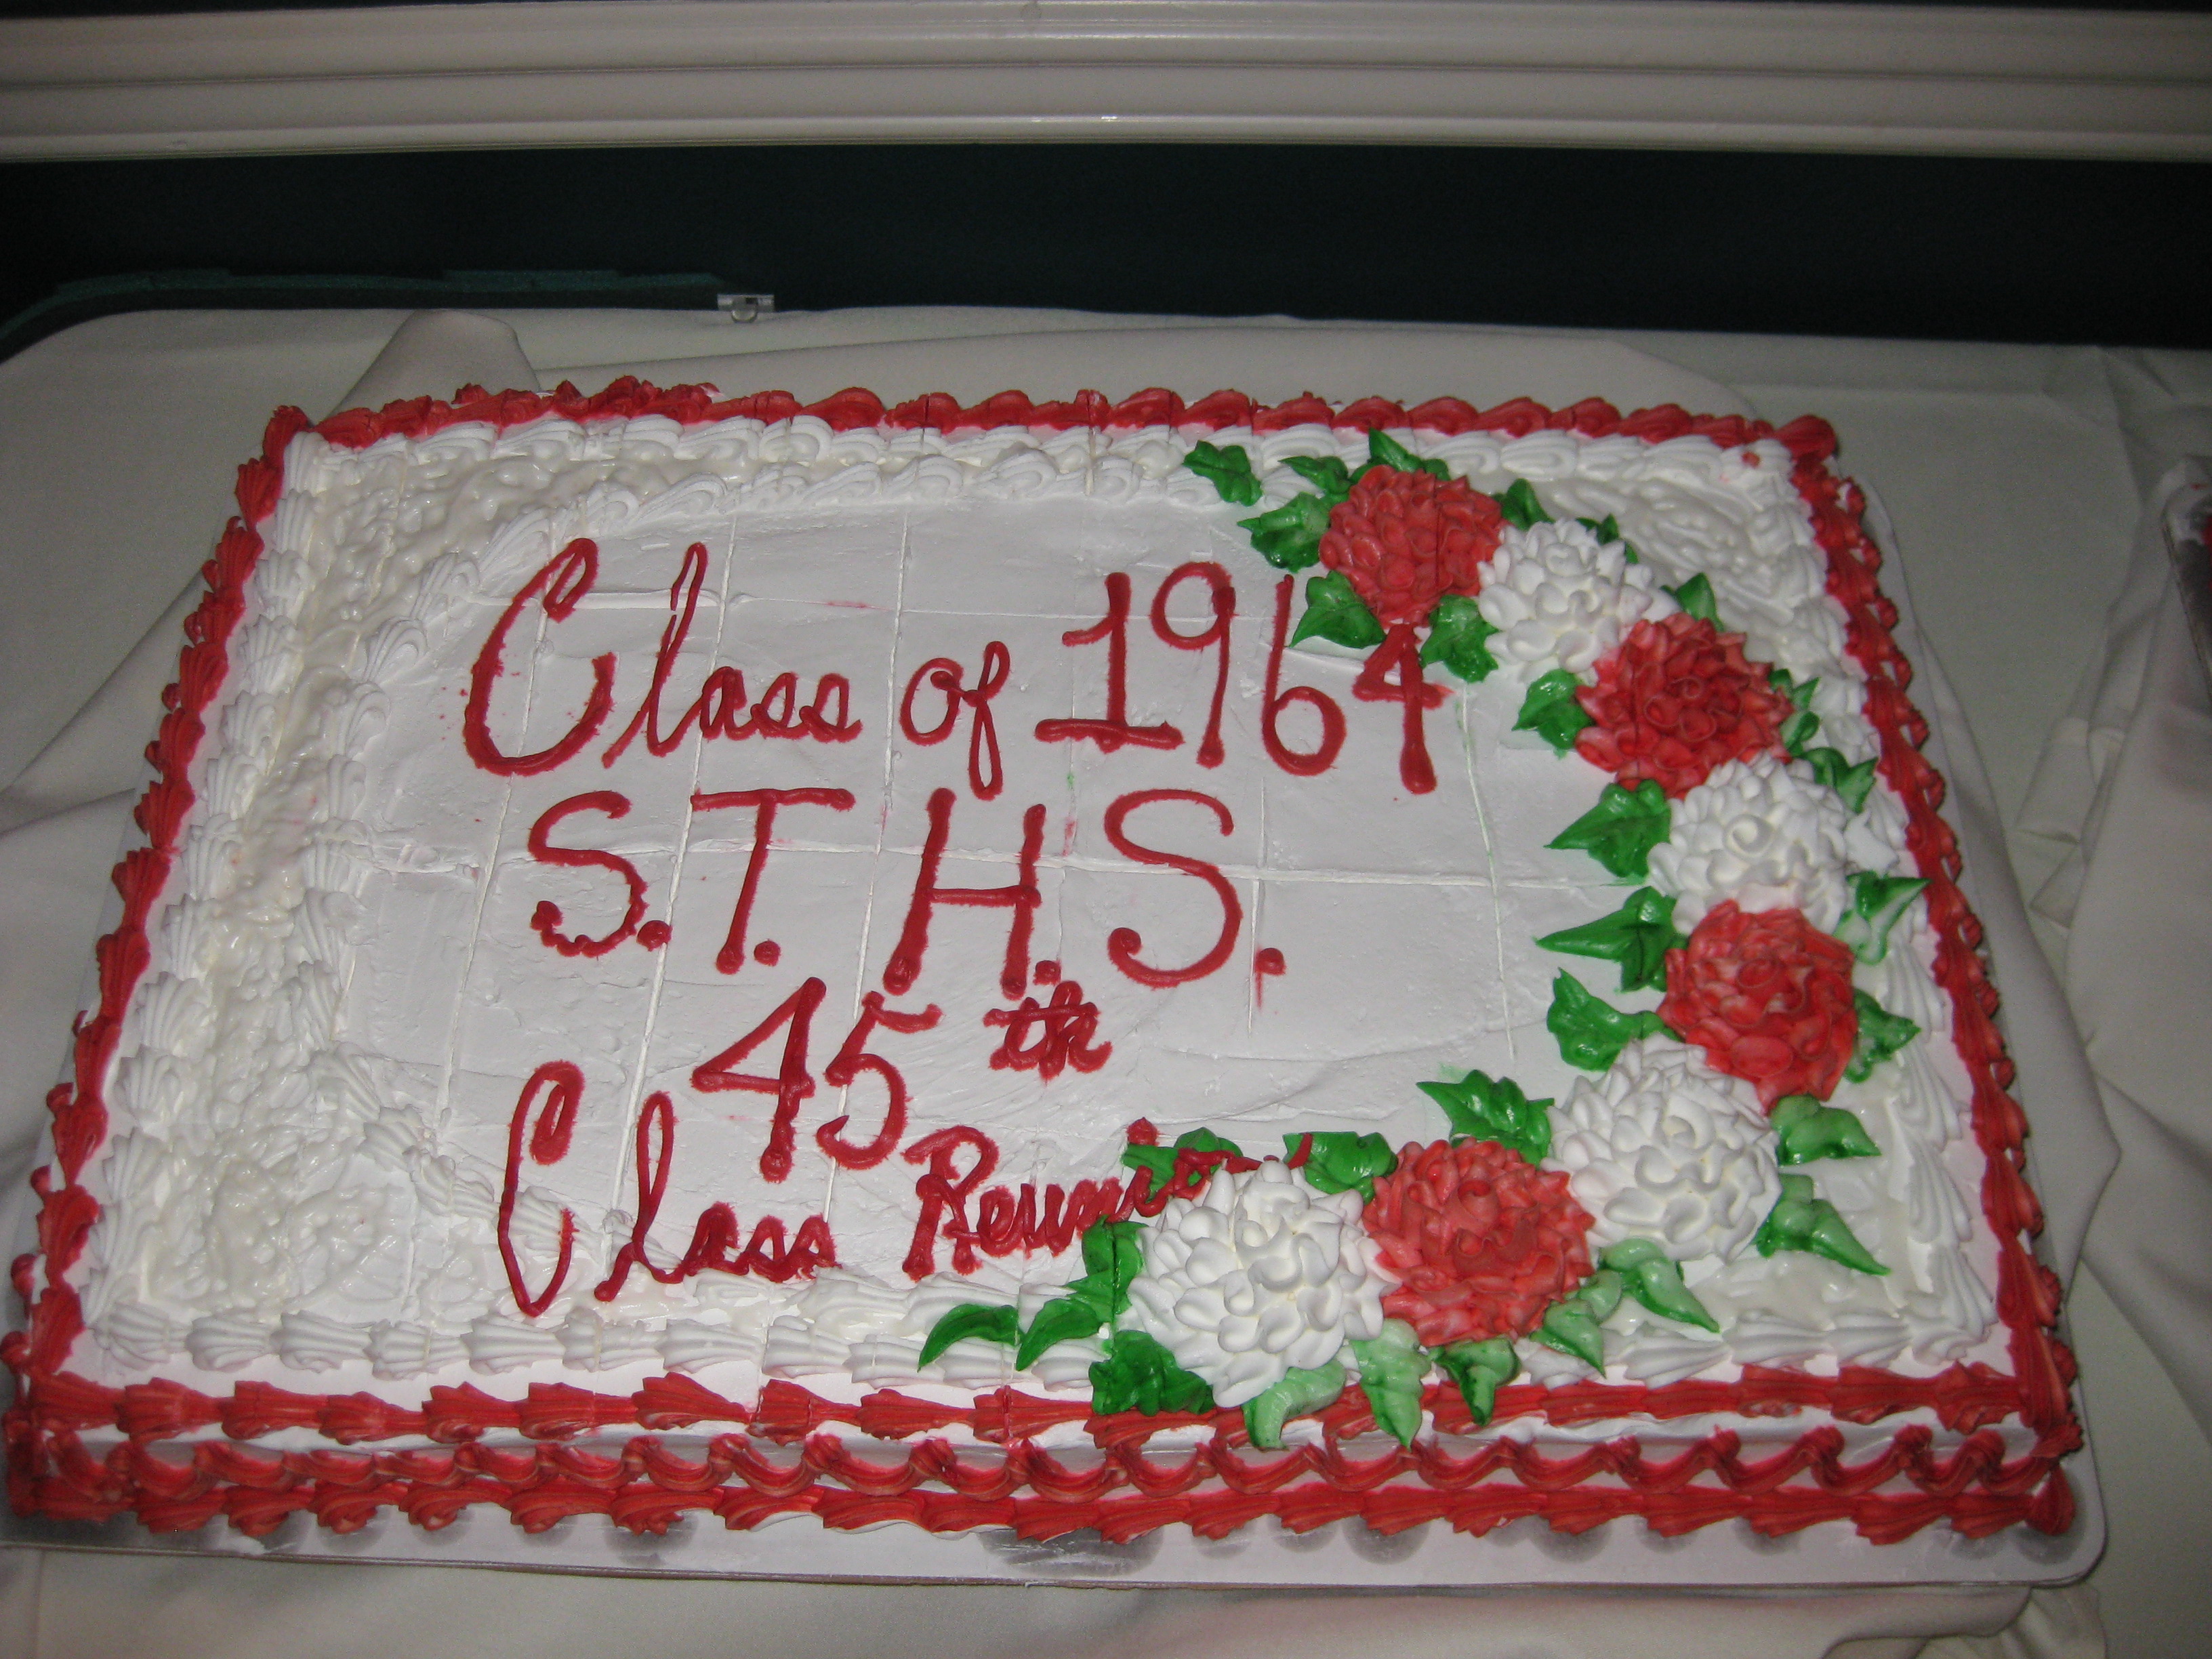 Class of 1964
S.T.H.S.
45th
Class Reunion